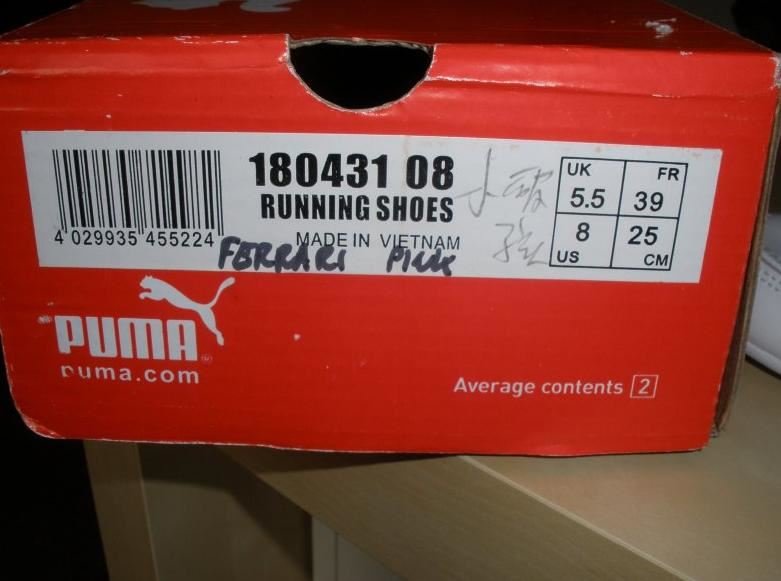 180431 08
RUNNING SHOES
MADE IN VIETNAM
4 029935 455224
FERRARI PINK
UK 5.5
FR 39
8 US
25 CM
PUMA
puma.com
Average contents 2